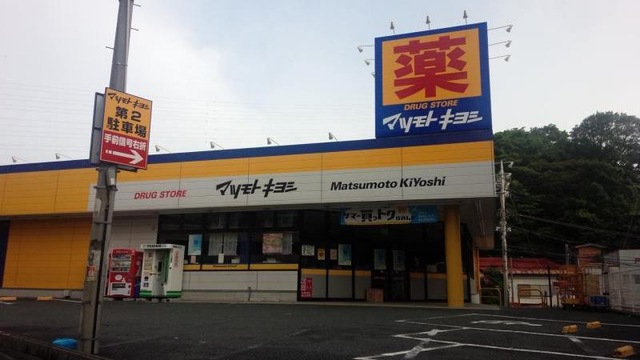 薬
DRUG STORE
マツモトキヨシ
マツモトキヨシ
第2
駐車場
手前信号右折
DRUG STORE
マツモトキヨシ
Matsumoto KiYoshi